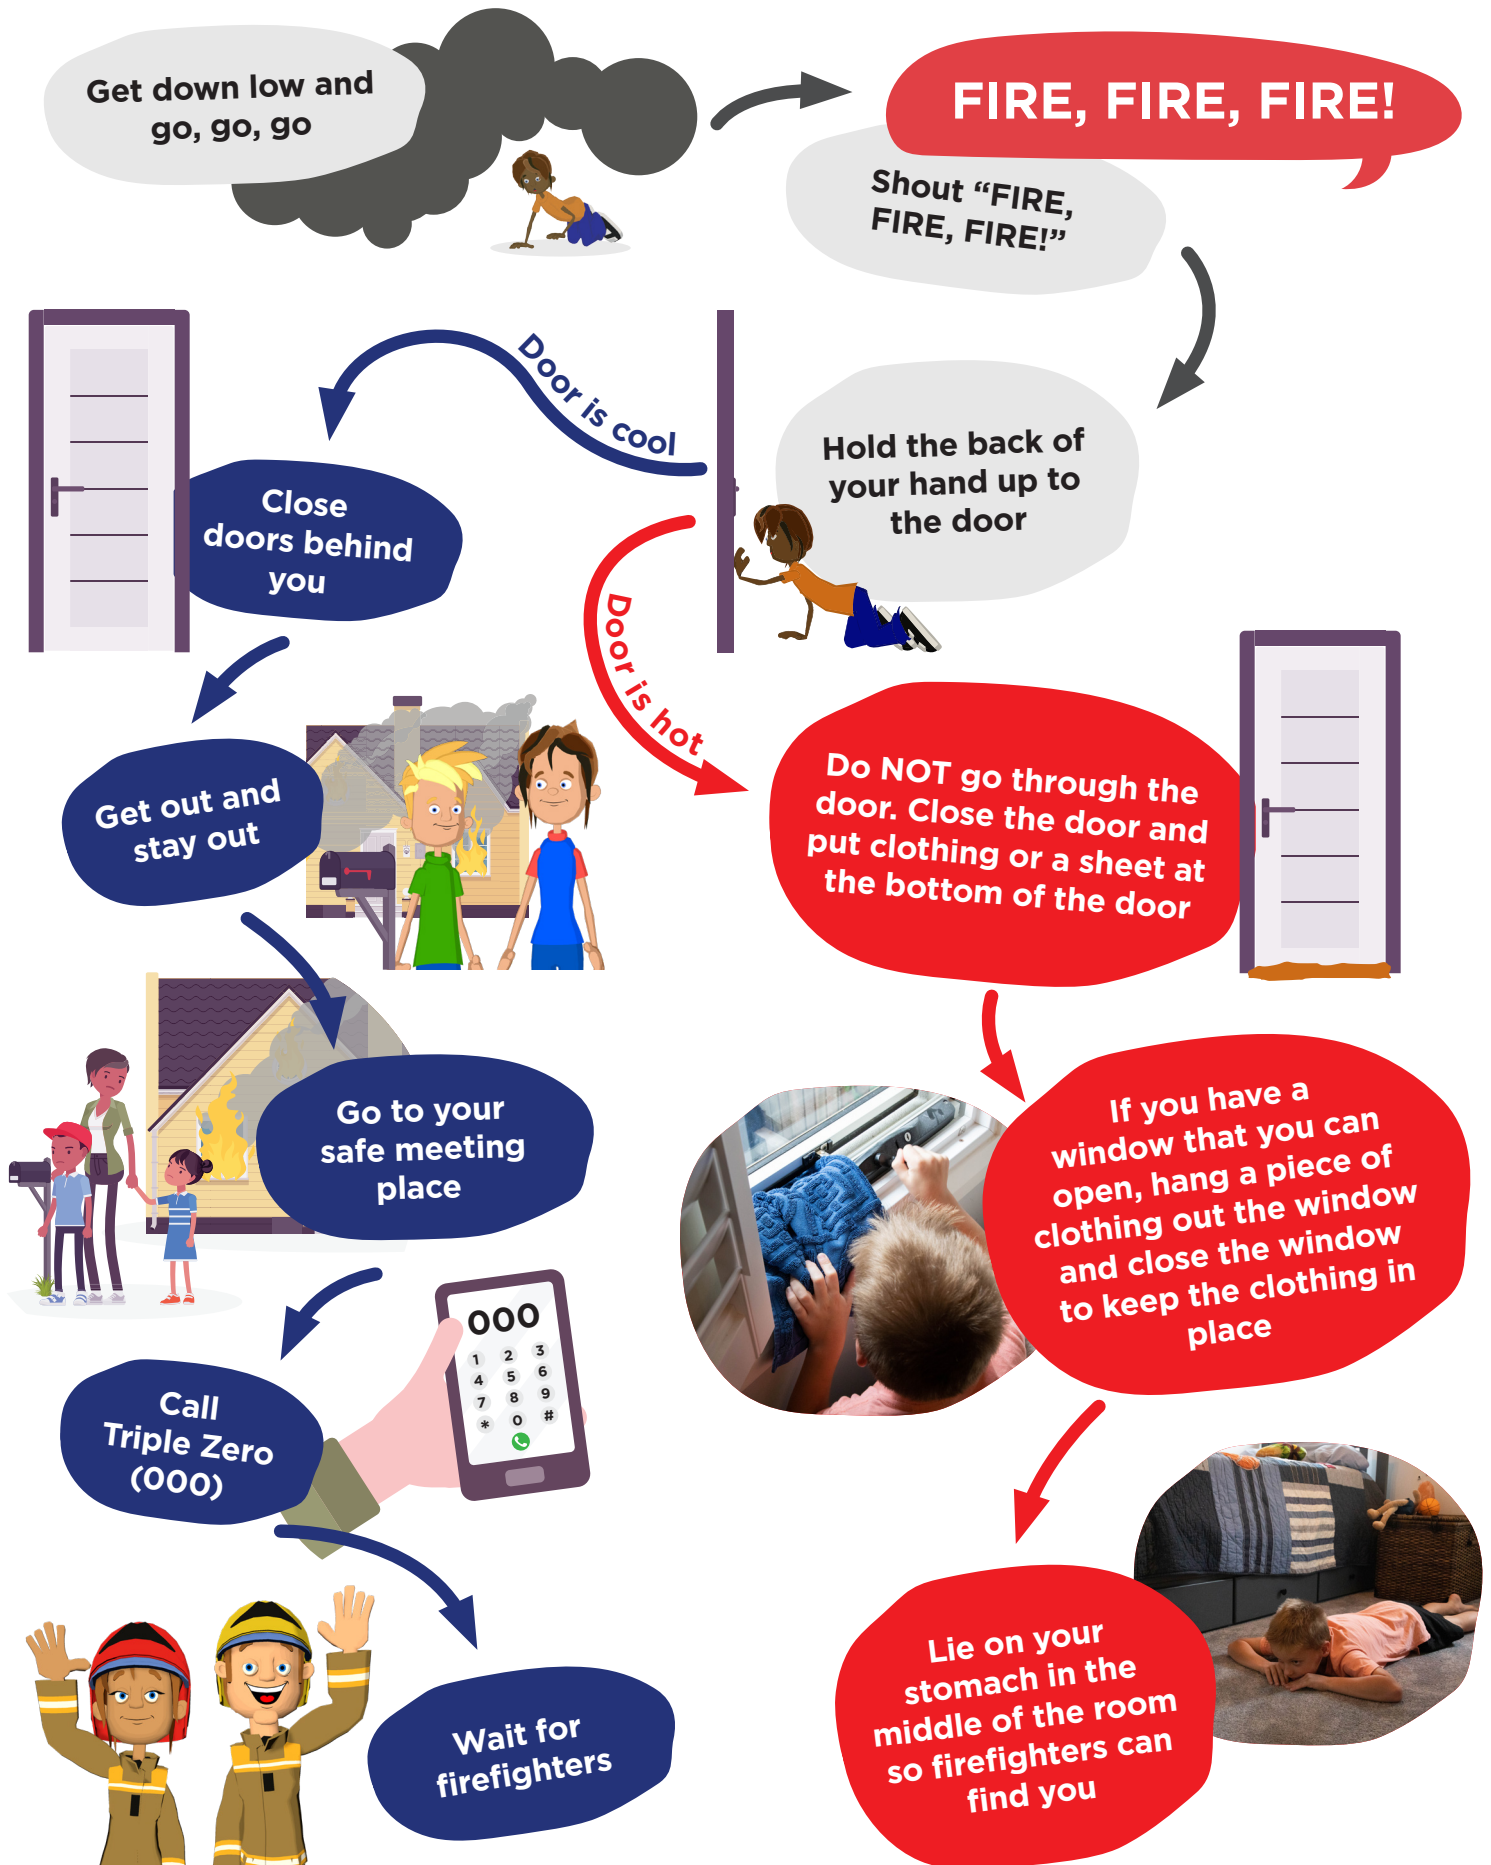 Get down low and
go, go, go
FIRE, FIRE, FIRE!
Shout “FIRE,
FIRE, FIRE!”
Hold the back of
your hand up to
the door
Door is cool
Close
doors behind
you
Get out and
stay out
Go to your
safe meeting
place
000
1 2 3
4 5 6
7 8 9
* 0 #
Call
Triple Zero
(000)
Wait for
firefighters
Door is hot
Do NOT go through the
door. Close the door and
put clothing or a sheet at
the bottom of the door
If you have a
window that you can
open, hang a piece of
clothing out the window
and close the window
to keep the clothing in
place
Lie on your
stomach in the
middle of the room
so firefighters can
find you